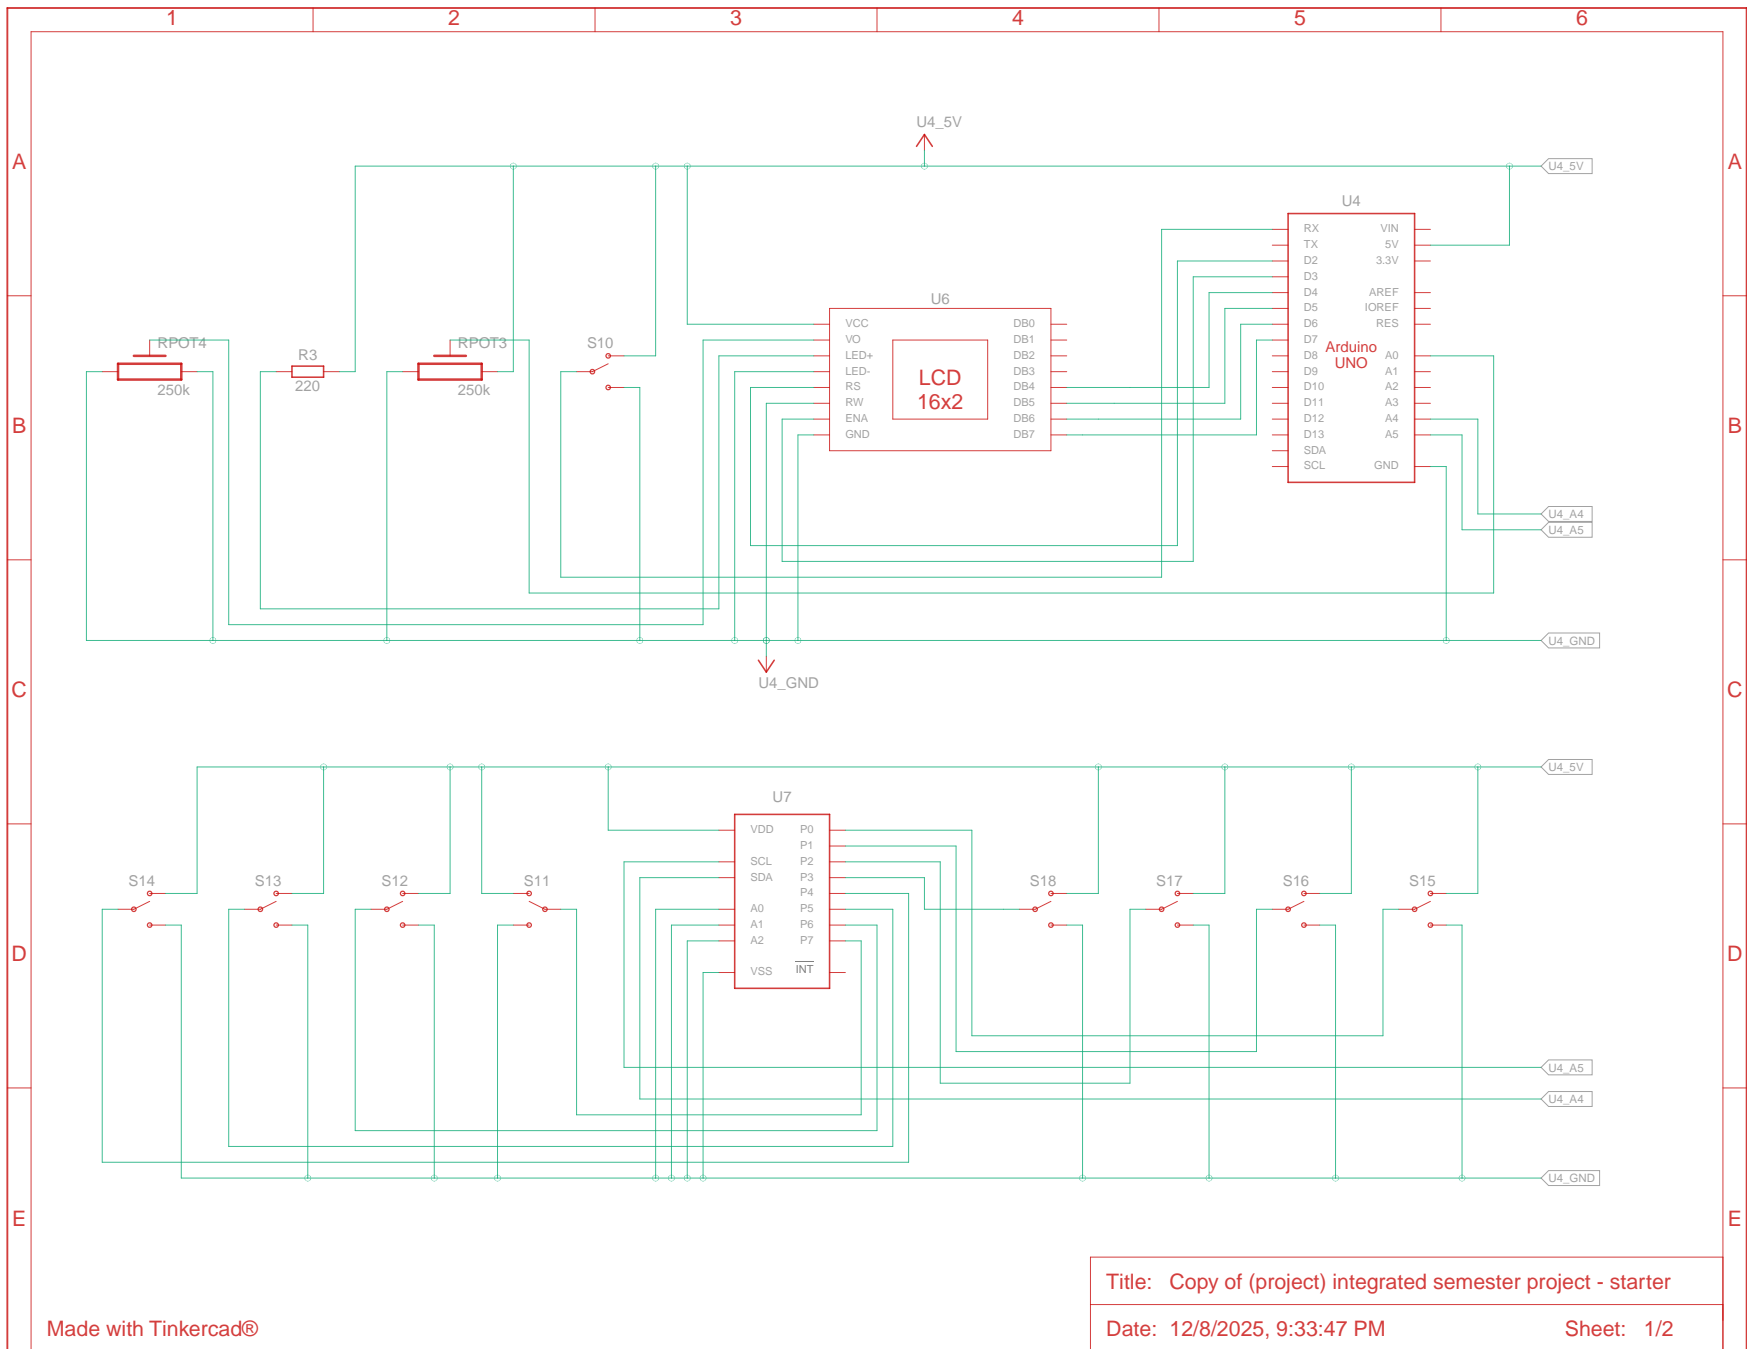 1 2 3 4 5 6
A A
B B
C C
D D
E E
U4_5V
U4_5V
U4
RX VIN
TX 5V
D2 3.3V
D3
D4 AREF
D5 IOREF
D6 RES
D7
Arduino
UNO
D8 A0
D9 A1
D10 A2
D11 A3
D12 A4
D13 A5
SDA
SCL GND
U6
VCC DB0
VO DB1
LED+ DB2
LED- DB3
RS DB4
RW DB5
ENA DB6
GND DB7
LCD
16x2
RPOT4
250k
R3
220
RPOT3
250k
S10
U4_A4
U4_A5
U4_GND
U4_GND
U4_5V
U7
VDD P0
P1
SCL P2
SDA P3
P4
A0 P5
A1 P6
A2 P7
VSS INT
S14
S13
S12
S11
S18
S17
S16
S15
U4_A5
U4_A4
U4_GND
Title: Copy of (project) integrated semester project - starter
Made with Tinkercad®
Date: 12/8/2025, 9:33:47 PM Sheet: 1/2